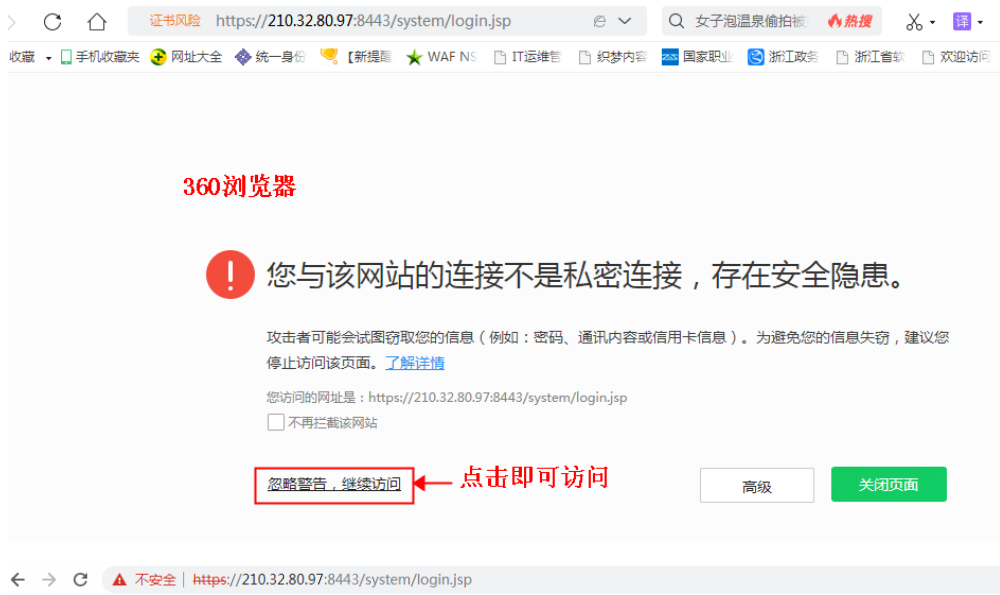 证书风险 https://210.32.80.97:8443/system/login.jsp 女子泡温泉偷拍被 热搜 译
收藏 手机收藏夹 网址大全 统一身份 【新提醒 WAF NS IT运维管 织梦内容 国家职业 浙江政务 浙江省软 欢迎访问
360浏览器
您与该网站的连接不是私密连接，存在安全隐患。
攻击者可能会试图窃取您的信息（例如：密码、通讯内容或信用卡信息）。为避免您的信息失窃，建议您
停止访问该页面。了解详情
您访问的网址是：https://210.32.80.97:8443/system/login.jsp
不再拦截该网站
忽略警告，继续访问 点击即可访问 高级 关闭页面
不安全 https://210.32.80.97:8443/system/login.jsp